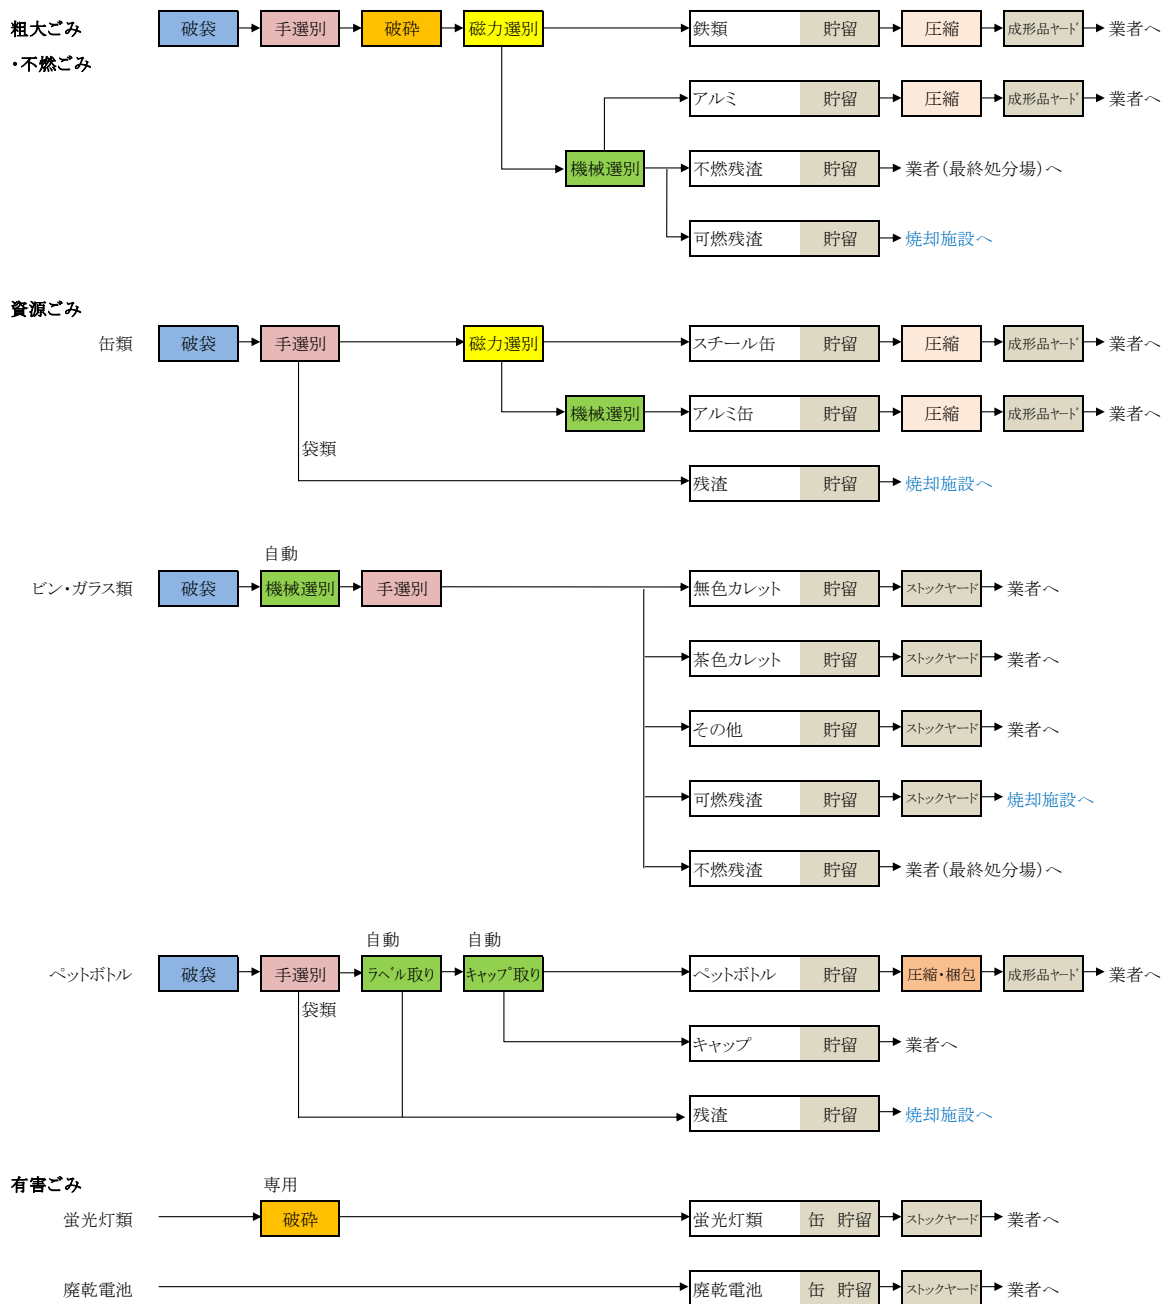 粗大ごみ 破袋 手選別 破砕 磁力選別 鉄類 貯留 圧縮 成形品ヤード 業者へ
・不燃ごみ
アルミ 貯留 圧縮 成形品ヤード 業者へ
機械選別 不燃残渣 貯留 業者(最終処分場)へ
可燃残渣 貯留 焼却施設へ
資源ごみ
缶類 破袋 手選別 磁力選別 スチール缶 貯留 圧縮 成形品ヤード 業者へ
機械選別 アルミ缶 貯留 圧縮 成形品ヤード 業者へ
袋類
残渣 貯留 焼却施設へ
自動
ビン・ガラス類 破袋 機械選別 手選別 無色カレット 貯留 ストックヤード 業者へ
茶色カレット 貯留 ストックヤード 業者へ
その他 貯留 ストックヤード 業者へ
可燃残渣 貯留 ストックヤード 焼却施設へ
不燃残渣 貯留 業者(最終処分場)へ
自動 自動
ペットボトル 破袋 手選別 ラベル取り キャップ取り ペットボトル 貯留 圧縮・梱包 成形品ヤード 業者へ
袋類
キャップ 貯留 業者へ
残渣 貯留 焼却施設へ
有害ごみ 専用
蛍光灯類 破砕 蛍光灯類 缶 貯留 ストックヤード 業者へ
廃乾電池 廃乾電池 缶 貯留 ストックヤード 業者へ